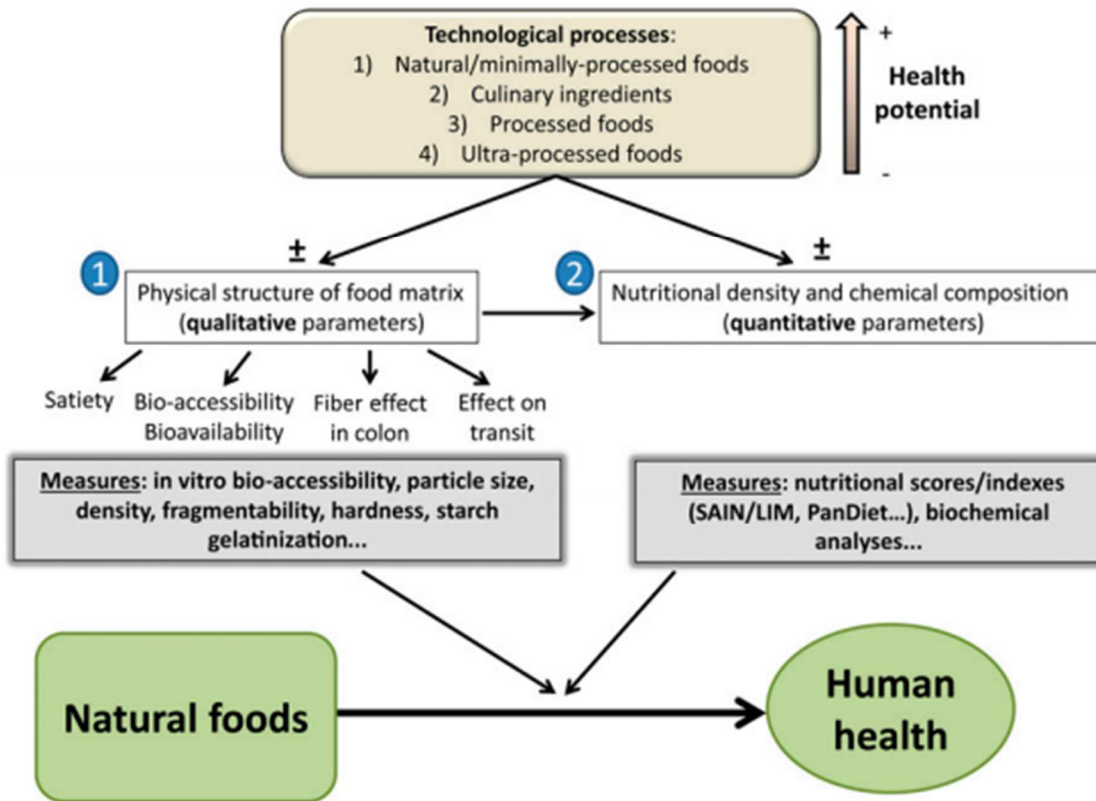 Technological processes:
1) Natural/minimally-processed foods
2) Culinary ingredients
3) Processed foods
4) Ultra-processed foods
+
Health
potential
-
±
±
1
Physical structure of food matrix
(qualitative parameters)
2
Nutritional density and chemical composition
(quantitative parameters)
Satiety
Bio-accessibility
Bioavailability
Fiber effect
in colon
Effect on
transit
Measures: in vitro bio-accessibility, particle size,
density, fragmentability, hardness, starch
gelatinization...
Measures: nutritional scores/indexes
(SAIN/LIM, PanDiet...), biochemical
analyses...
Natural foods
Human
health